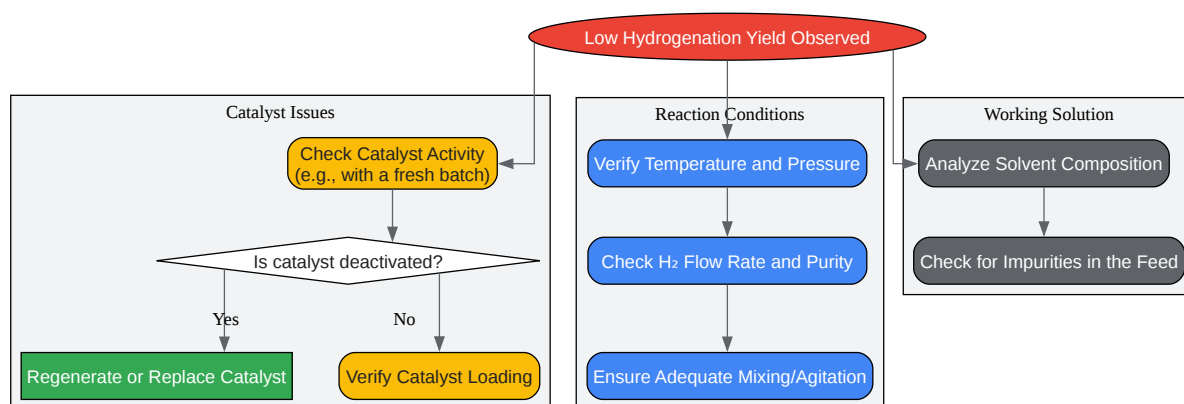 Low Hydrogenation Yield Observed
Catalyst Issues
Check Catalyst Activity
(e.g., with a fresh batch)
Is catalyst deactivated?
Yes
No
Regenerate or Replace Catalyst
Verify Catalyst Loading
Reaction Conditions
Verify Temperature and Pressure
Check H₂ Flow Rate and Purity
Ensure Adequate Mixing/Agitation
Working Solution
Analyze Solvent Composition
Check for Impurities in the Feed